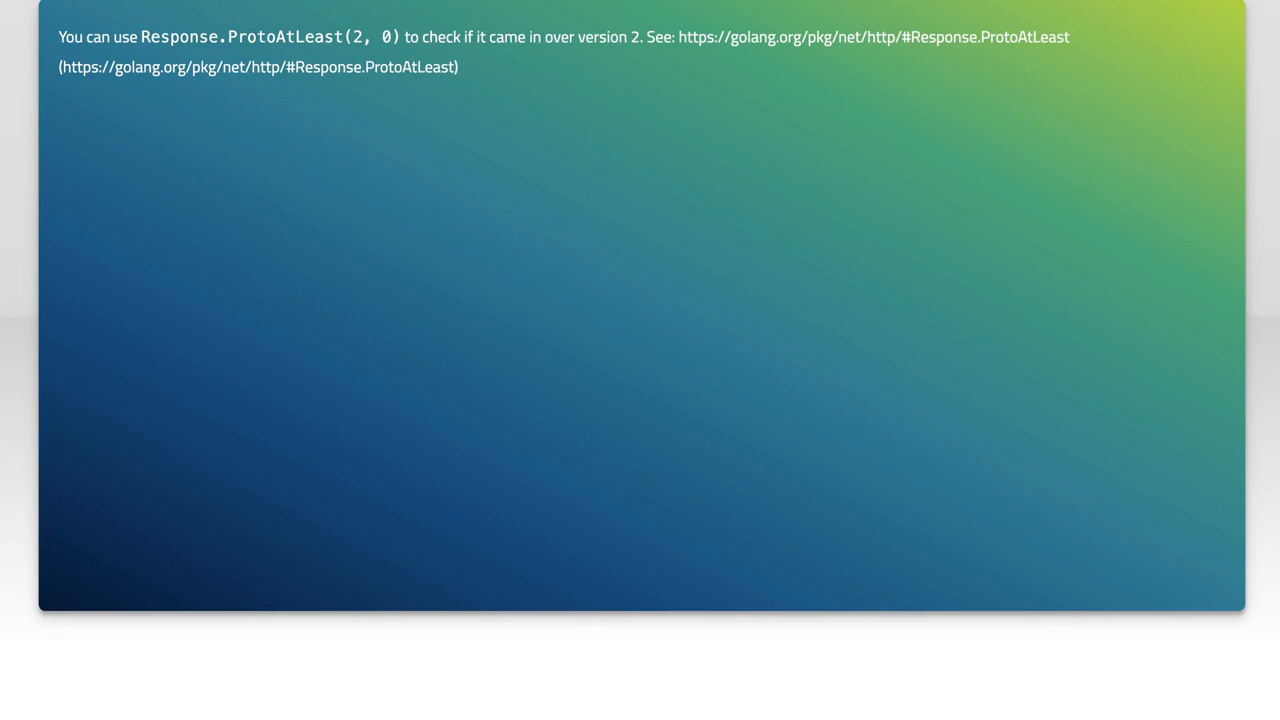 You can use Response.ProtoAtLeast(2, 0) to check if it came in over version 2. See: https://golang.org/pkg/net/http/#Response.ProtoAtLeast
(https://golang.org/pkg/net/http/#Response.ProtoAtLeast)